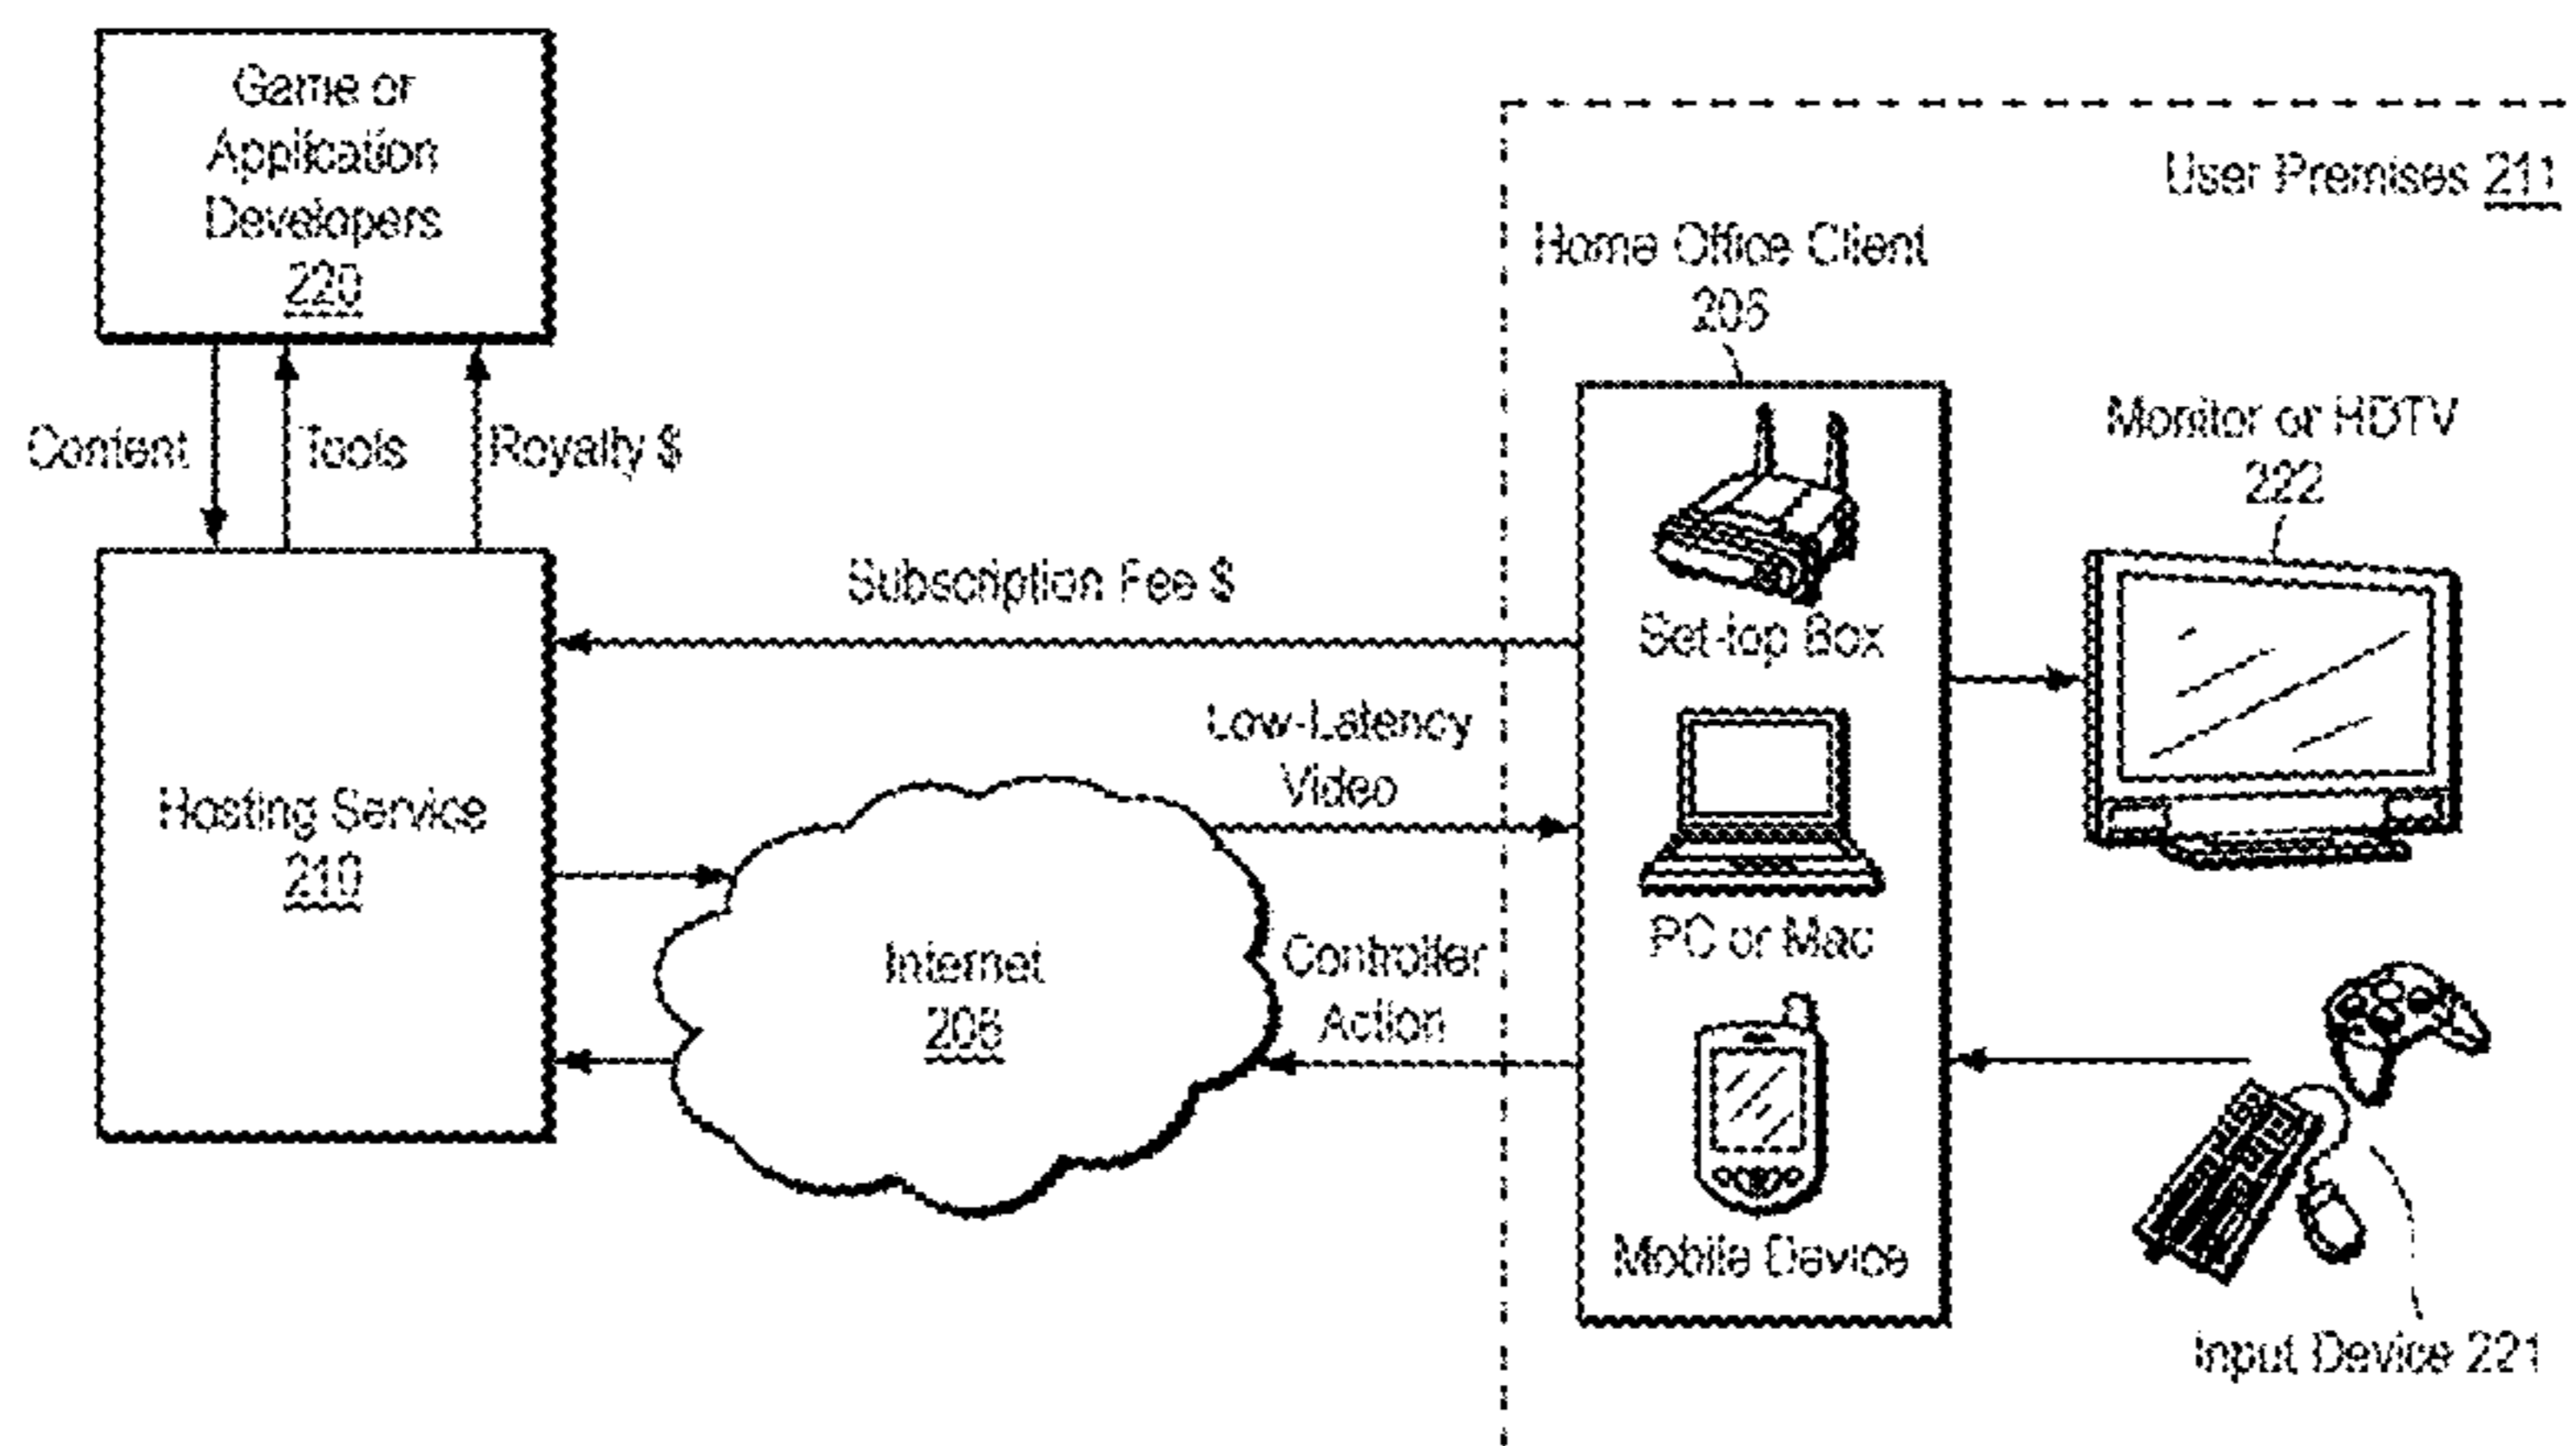 Game or
Application
Developers
220
User Premises 211
Home Office Client
205
Content
Tools
Royalty $
Monitor or HDTV
222
Subscription Fee $
Set-top Box
Low-Latency
Video
Hosting Service
210
PC or Mac
Internet
206
Controller
Action
Mobile Device
Input Device 221